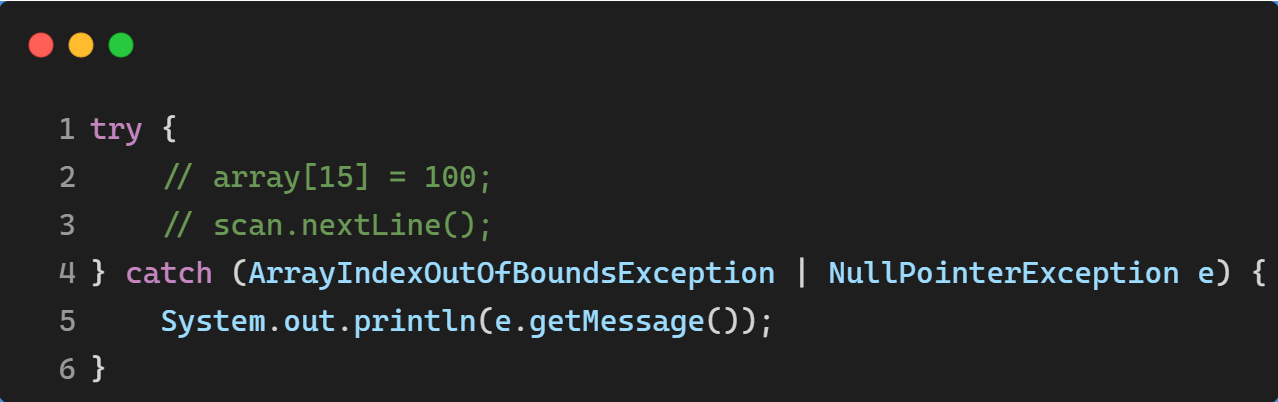 1 try {
2     // array[15] = 100;
3     // scan.nextLine();
4 } catch (ArrayIndexOutOfBoundsException | NullPointerException e) {
5     System.out.println(e.getMessage());
6 }